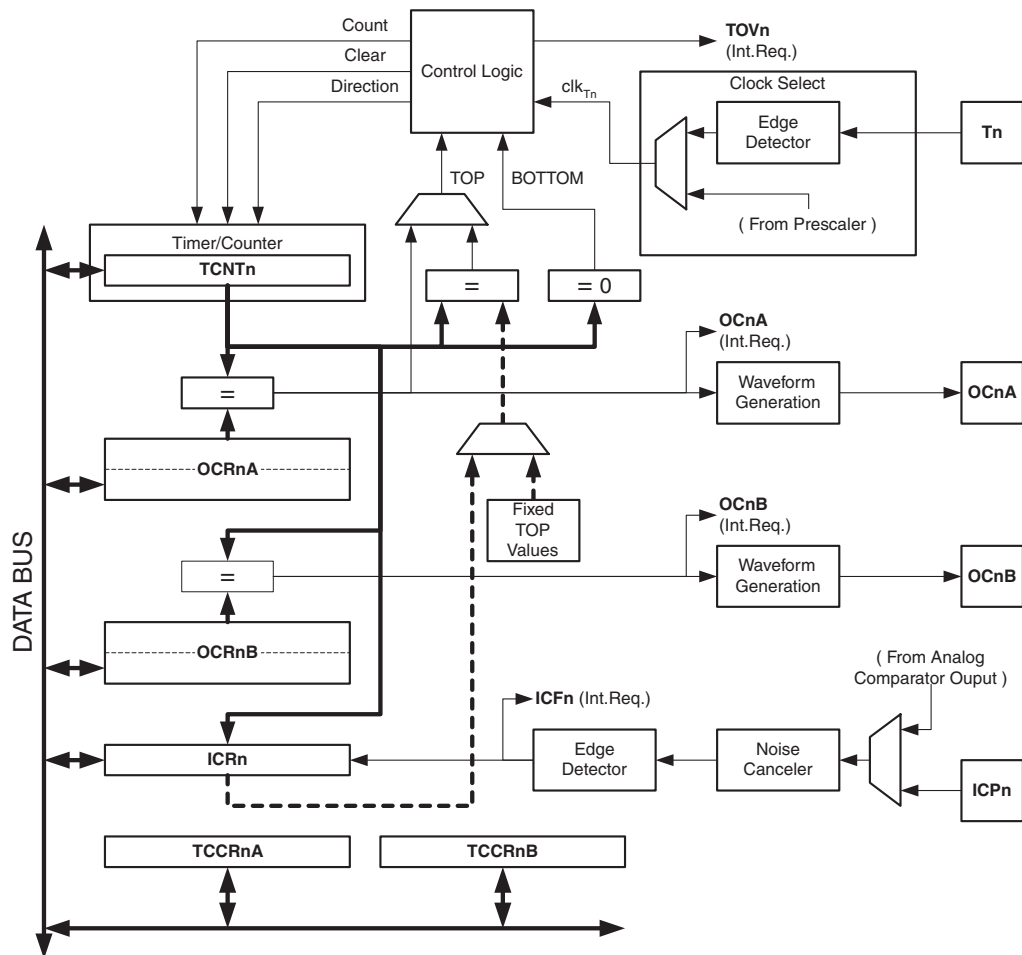 Count
Clear
Direction
Control Logic
TOVn
(Int.Req.)
clkTn
Clock Select
Edge
Detector
Tn
( From Prescaler )
TOP
BOTTOM
Timer/Counter
TCNTn
=
= 0
OCnA
(Int.Req.)
=
Waveform
Generation
OCnA
OCRnA
Fixed
TOP
Values
OCnB
(Int.Req.)
=
Waveform
Generation
OCnB
DATA BUS
OCRnB
( From Analog
Comparator Ouput )
ICFn (Int.Req.)
ICRn
Edge
Detector
Noise
Canceler
ICPn
TCCRnA
TCCRnB